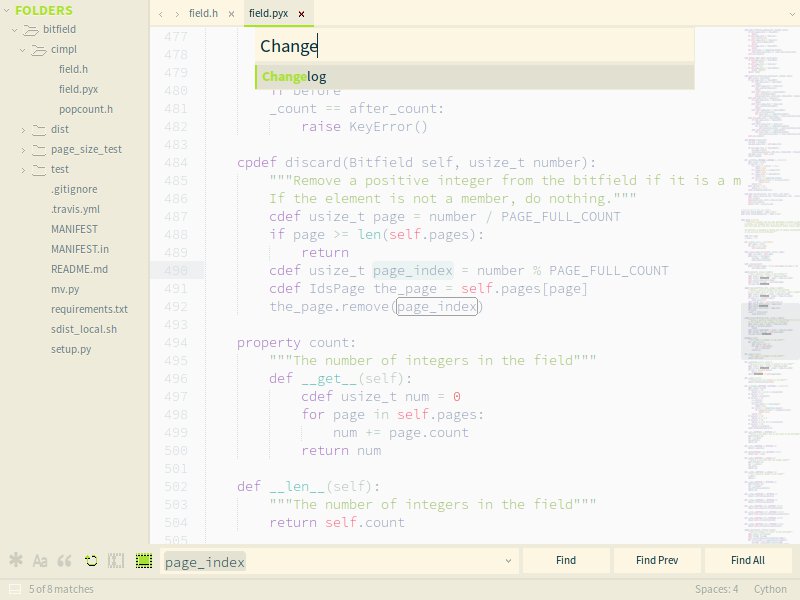 FOLDERS
bitfield
cimpl
field.h
field.pyx
popcount.h
dist
page_size_test
test
.gitignore
.travis.yml
MANIFEST
MANIFEST.in
README.md
mv.py
requirements.txt
sdist_local.sh
setup.py
field.h
field.pyx
Change
Changelog
477
478
479
480 if before
481 _count == after_count:
482 raise KeyError()
483
484 cpdef discard(Bitfield self, usize_t number):
485 """Remove a positive integer from the bitfield if it is a m
486 If the element is not a member, do nothing."""
487 cdef usize_t page = number / PAGE_FULL_COUNT
488 if page >= len(self.pages):
489 return
490 cdef usize_t page_index = number % PAGE_FULL_COUNT
491 cdef IdsPage the_page = self.pages[page]
492 the_page.remove(page_index)
493
494 property count:
495 """The number of integers in the field"""
496 def __get__(self):
497 cdef usize_t num = 0
498 for page in self.pages:
499 num += page.count
500 return num
501
502 def __len__(self):
503 """The number of integers in the field"""
504 return self.count
505
Aa
page_index
Find
Find Prev
Find All
5 of 8 matches
Spaces: 4
Cython